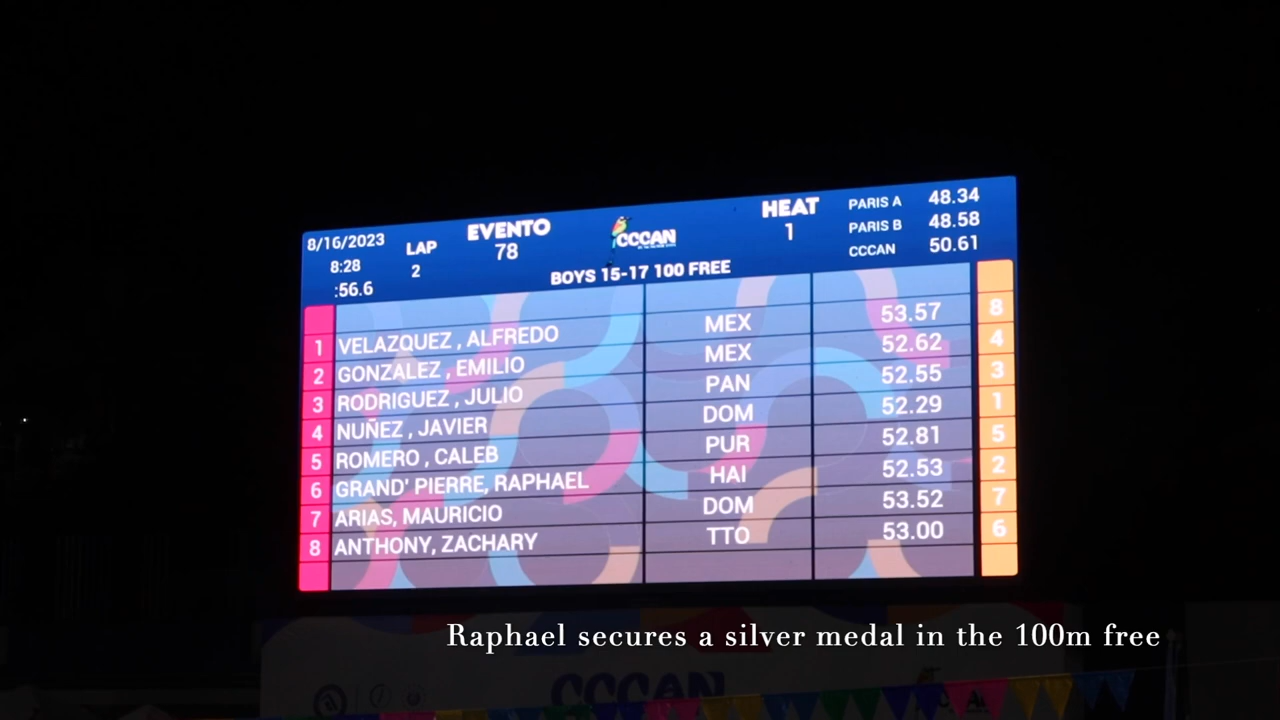 8/16/2023
8:28
:56.6
LAP
2
EVENTO
78
CCCAN
HEAT
1
PARIS A 48.34
PARIS B 48.58
CCCAN 50.61
BOYS 15-17 100 FREE
1 VELAZQUEZ , ALFREDO MEX 53.57 8
2 GONZALEZ , EMILIO MEX 52.62 4
3 RODRIGUEZ , JULIO PAN 52.55 3
4 NUÑEZ , JAVIER DOM 52.29 1
5 ROMERO , CALEB PUR 52.81 5
6 GRAND' PIERRE, RAPHAEL HAI 52.53 2
7 ARIAS, MAURICIO DOM 53.52 7
8 ANTHONY, ZACHARY TTO 53.00 6
Raphael secures a silver medal in the 100m free
CCCAN